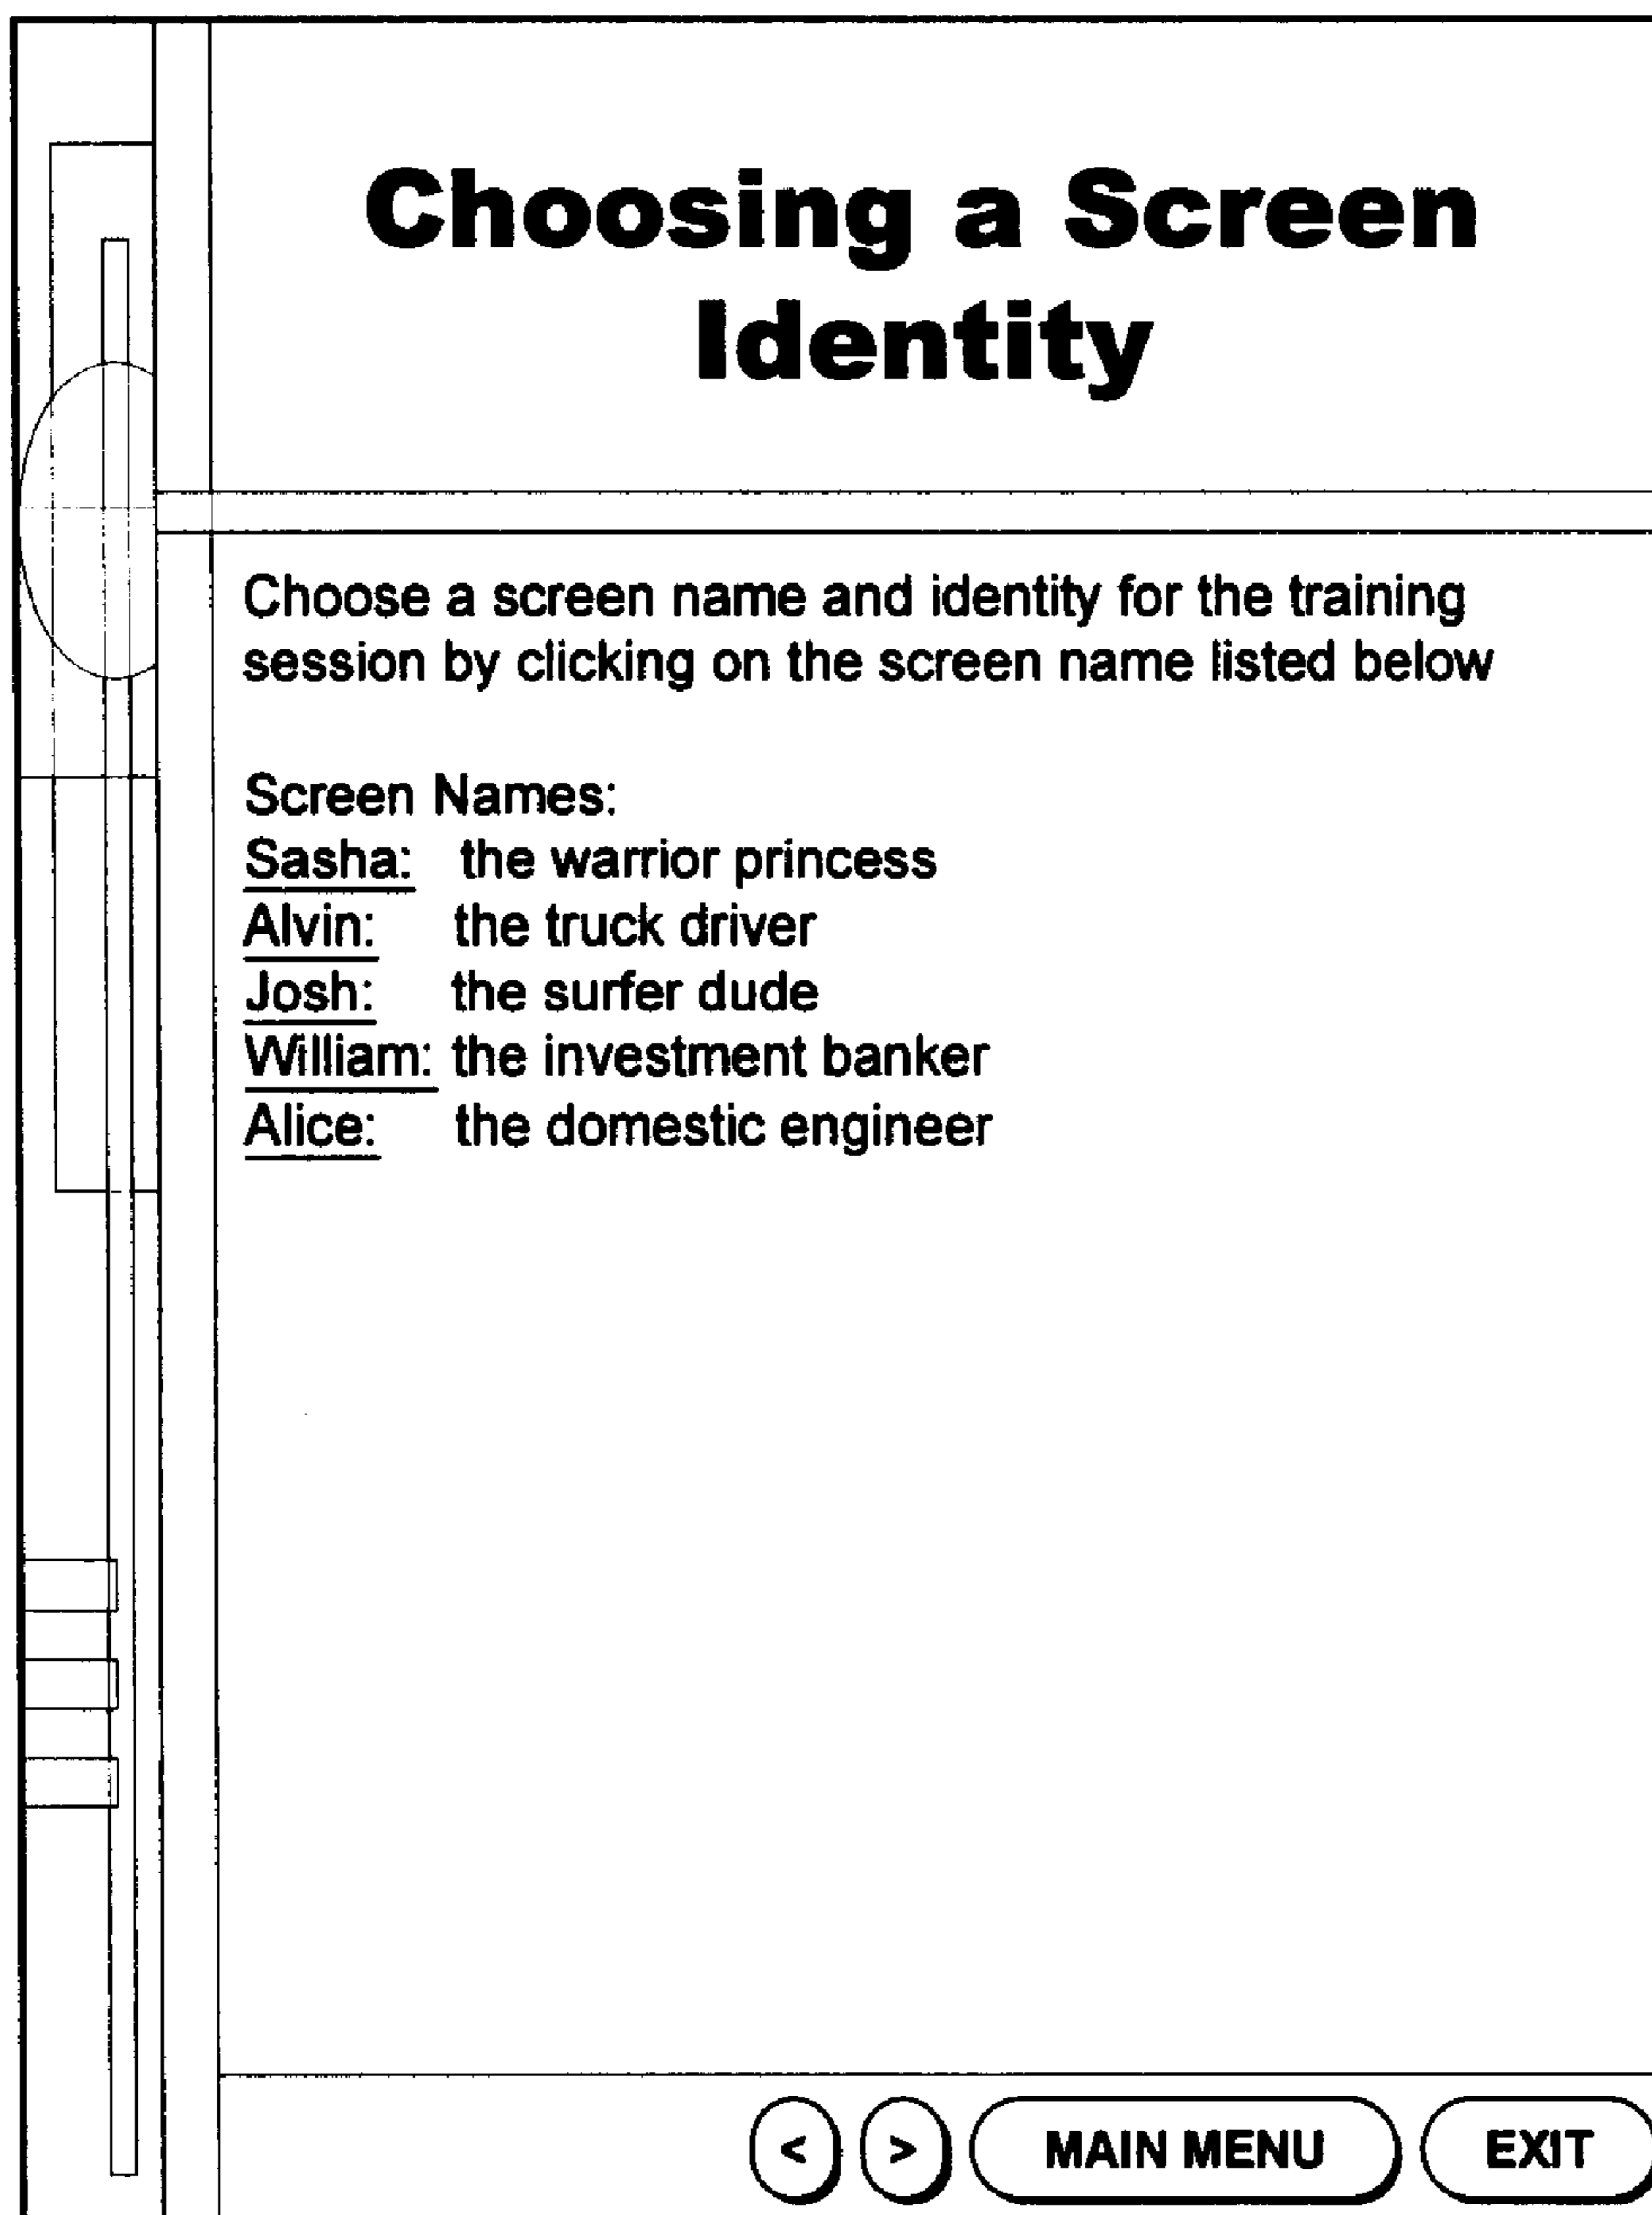 Choosing a Screen
Identity
Choose a screen name and identity for the training
session by clicking on the screen name listed below
Screen Names:
Sasha: the warrior princess
Alvin: the truck driver
Josh: the surfer dude
William: the investment banker
Alice: the domestic engineer
< > MAIN MENU EXIT